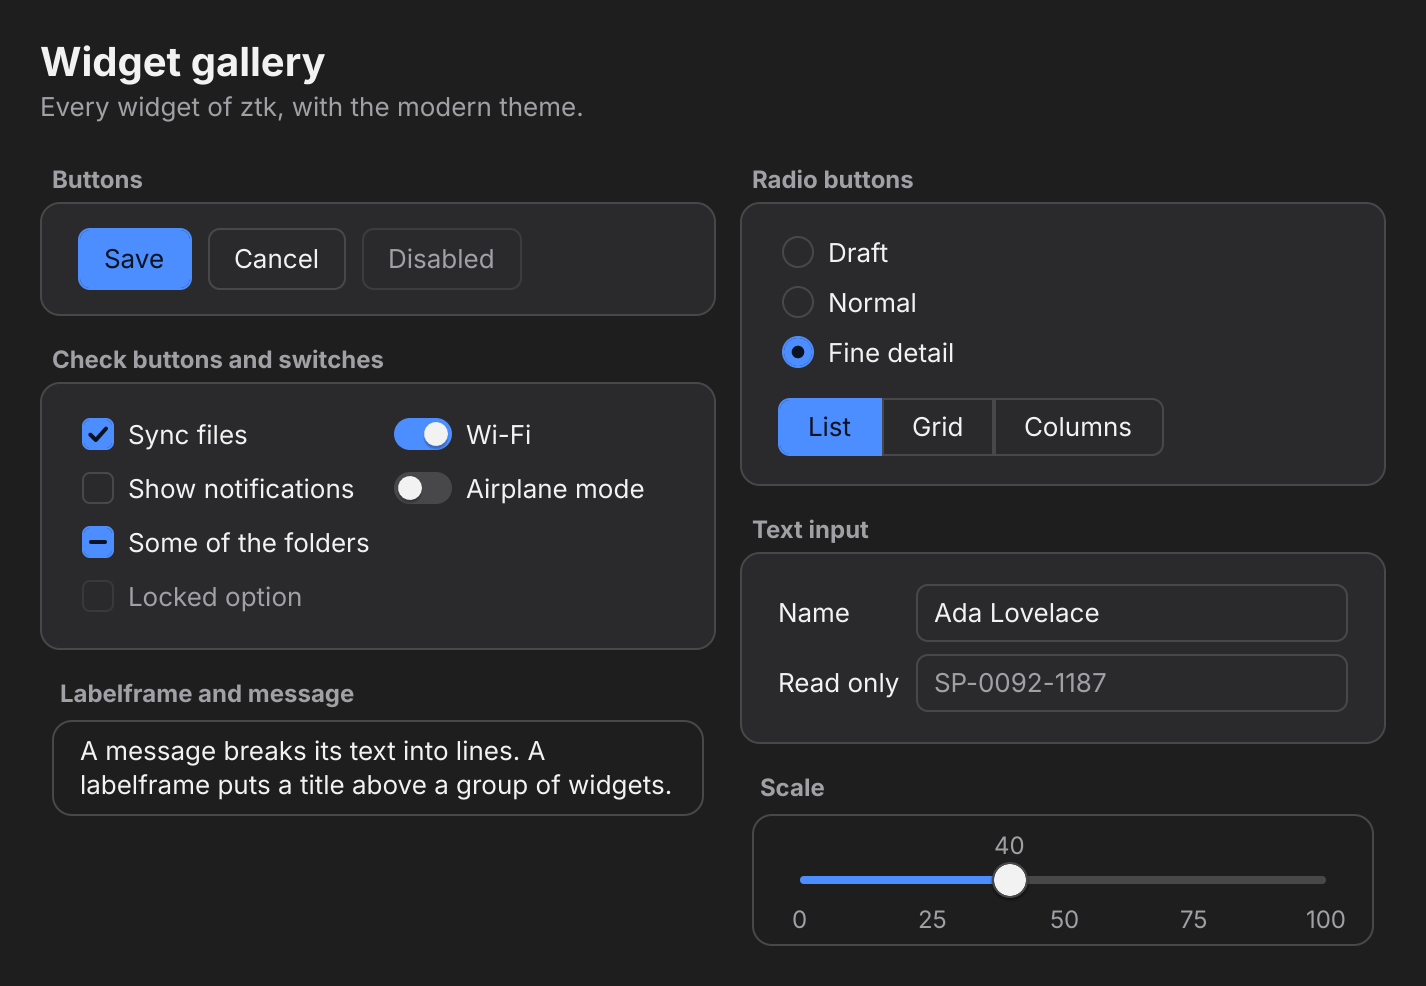 Widget gallery
Every widget of ztk, with the modern theme.
Buttons
Save
Cancel
Disabled
Check buttons and switches
Sync files
Wi-Fi
Show notifications
Airplane mode
Some of the folders
Locked option
Labelframe and message
A message breaks its text into lines. A
labelframe puts a title above a group of widgets.
Radio buttons
Draft
Normal
Fine detail
List
Grid
Columns
Text input
Name
Ada Lovelace
Read only
SP-0092-1187
Scale
40
0
25
50
75
100